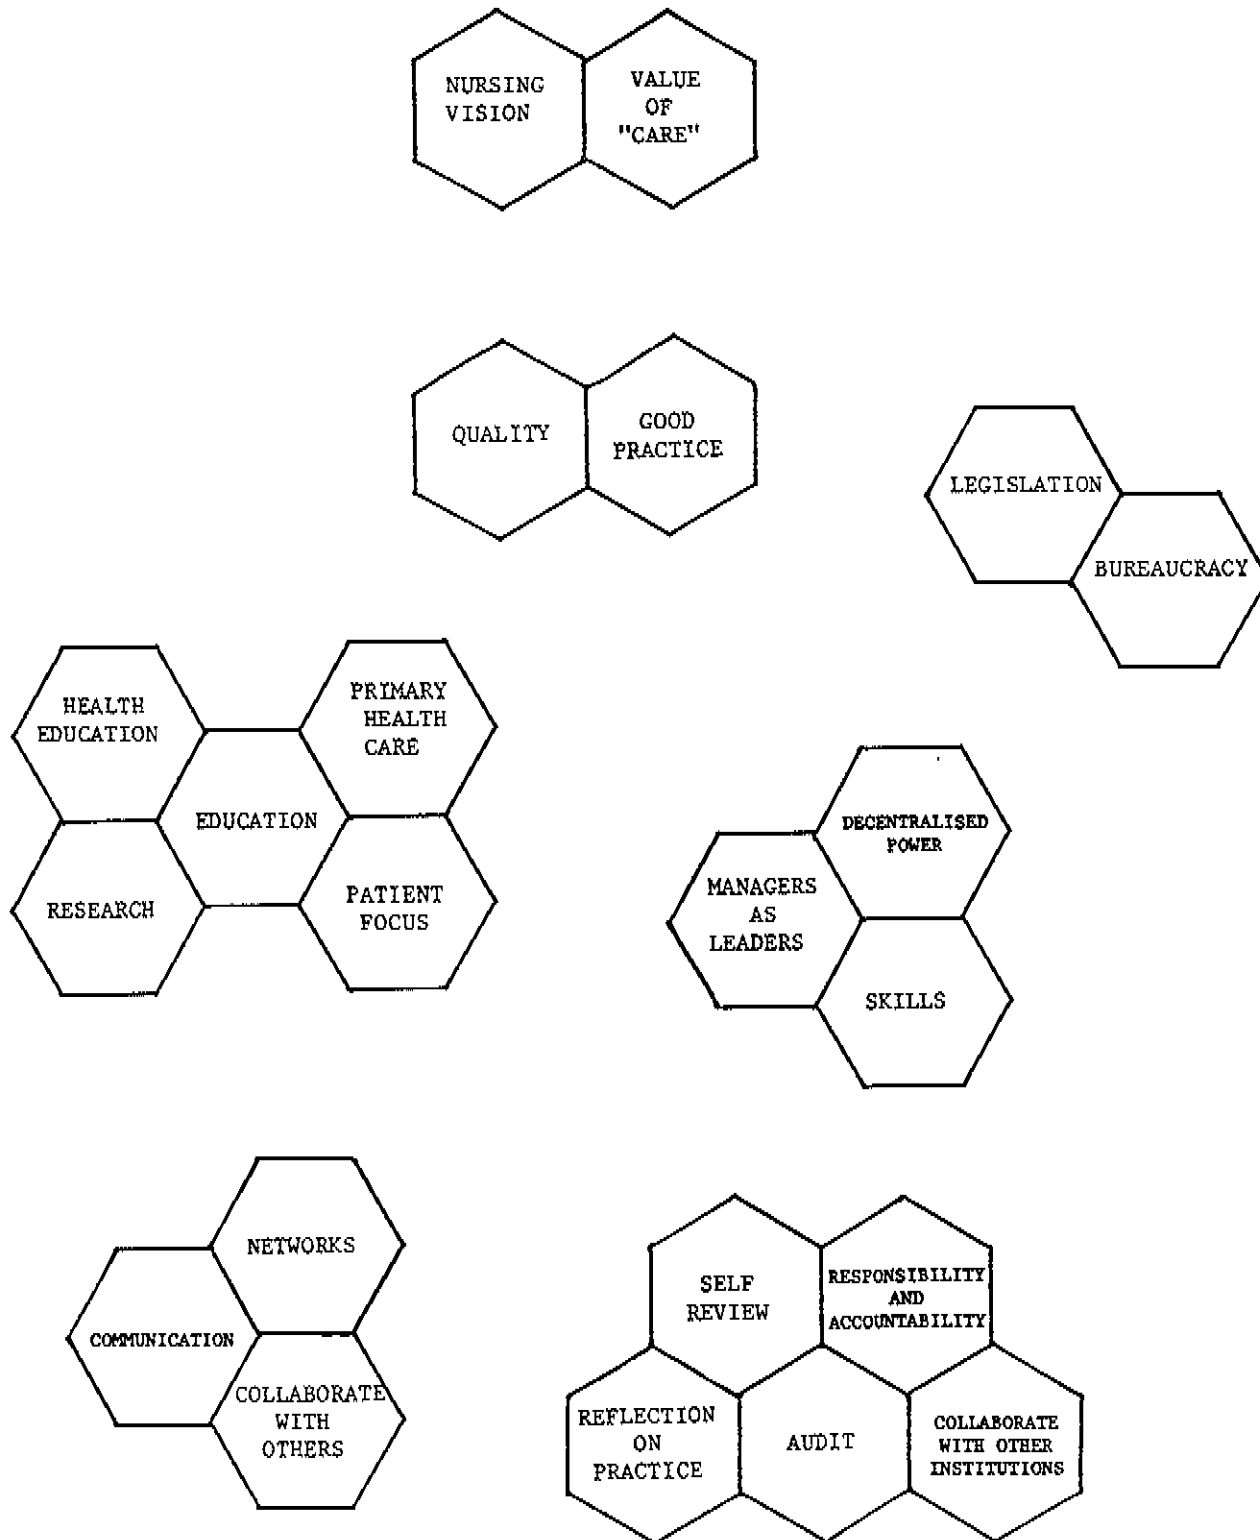 NURSING
VISION
VALUE
OF
"CARE"
QUALITY
GOOD
PRACTICE
LEGISLATION
BUREAUCRACY
HEALTH
EDUCATION
PRIMARY
HEALTH
CARE
EDUCATION
RESEARCH
PATIENT
FOCUS
DECENTRALISED
POWER
MANAGERS
AS
LEADERS
SKILLS
NETWORKS
COMMUNICATION
COLLABORATE
WITH
OTHERS
SELF
REVIEW
RESPONSIBILITY
AND
ACCOUNTABILITY
REFLECTION
ON
PRACTICE
AUDIT
COLLABORATE
WITH OTHER
INSTITUTIONS